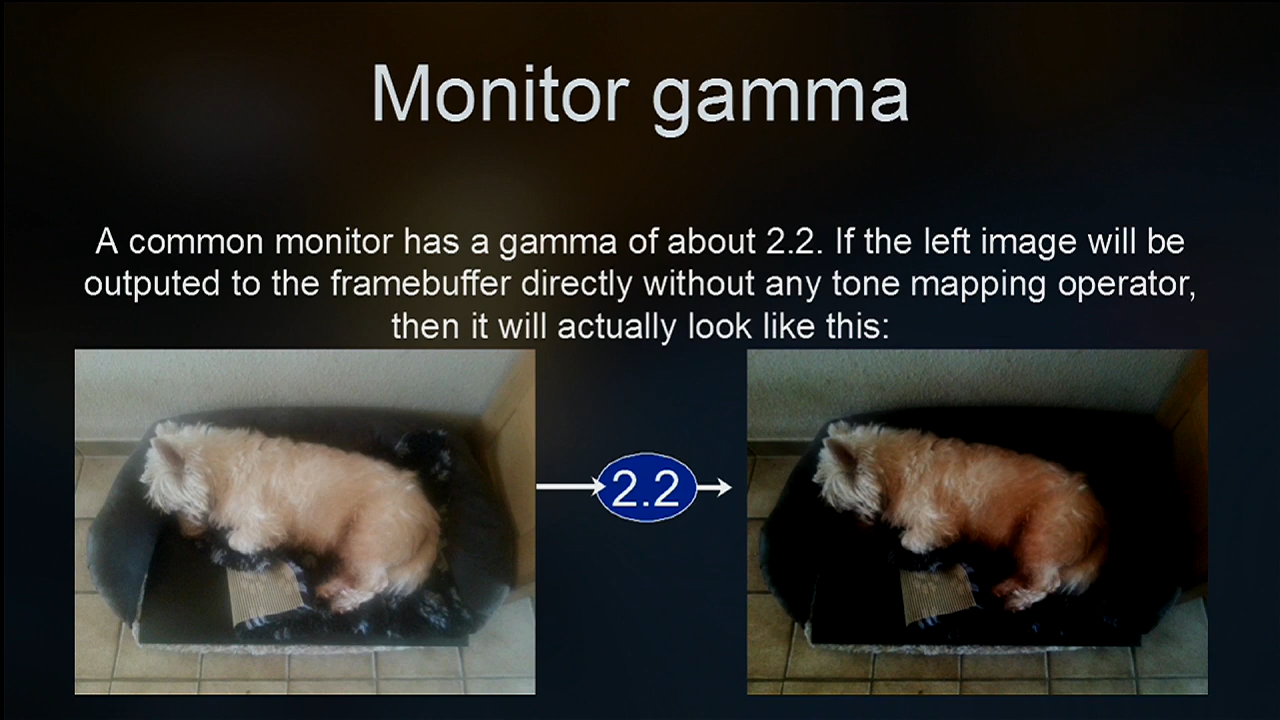 Monitor gamma
A common monitor has a gamma of about 2.2. If the left image will be
outputed to the framebuffer directly without any tone mapping operator,
then it will actually look like this:
2.2